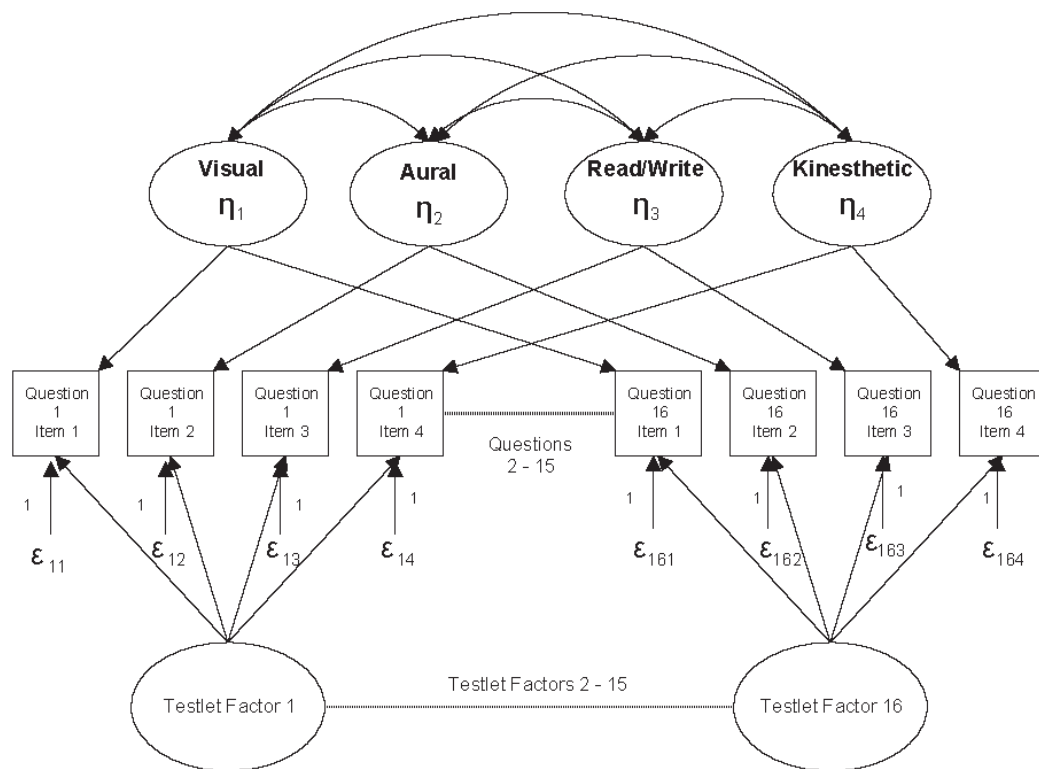 Visual
η1
Aural
η2
Read/Write
η3
Kinesthetic
η4
Question
1
Item 1
Question
1
Item 2
Question
1
Item 3
Question
1
Item 4
Questions
2 - 15
Question
16
Item 1
Question
16
Item 2
Question
16
Item 3
Question
16
Item 4
1
1
1
1
1
1
1
1
ε11
ε12
ε13
ε14
ε161
ε162
ε163
ε164
Testlet Factor 1
Testlet Factors 2 - 15
Testlet Factor 16